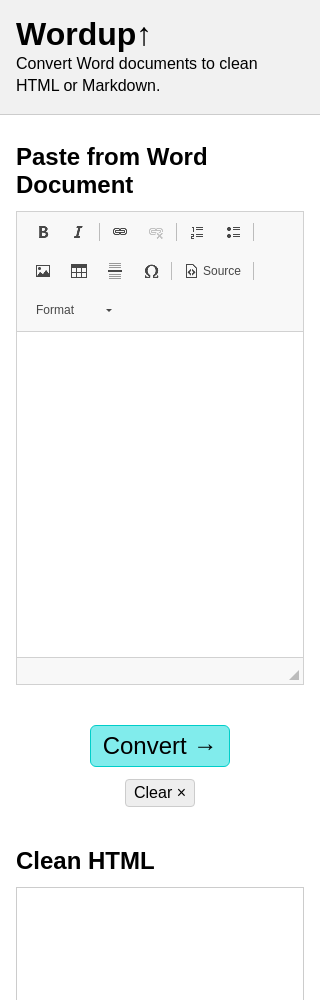 Wordup↑
Convert Word documents to clean
HTML or Markdown.
Paste from Word
Document
Source
Format
Convert →
Clear ×
Clean HTML